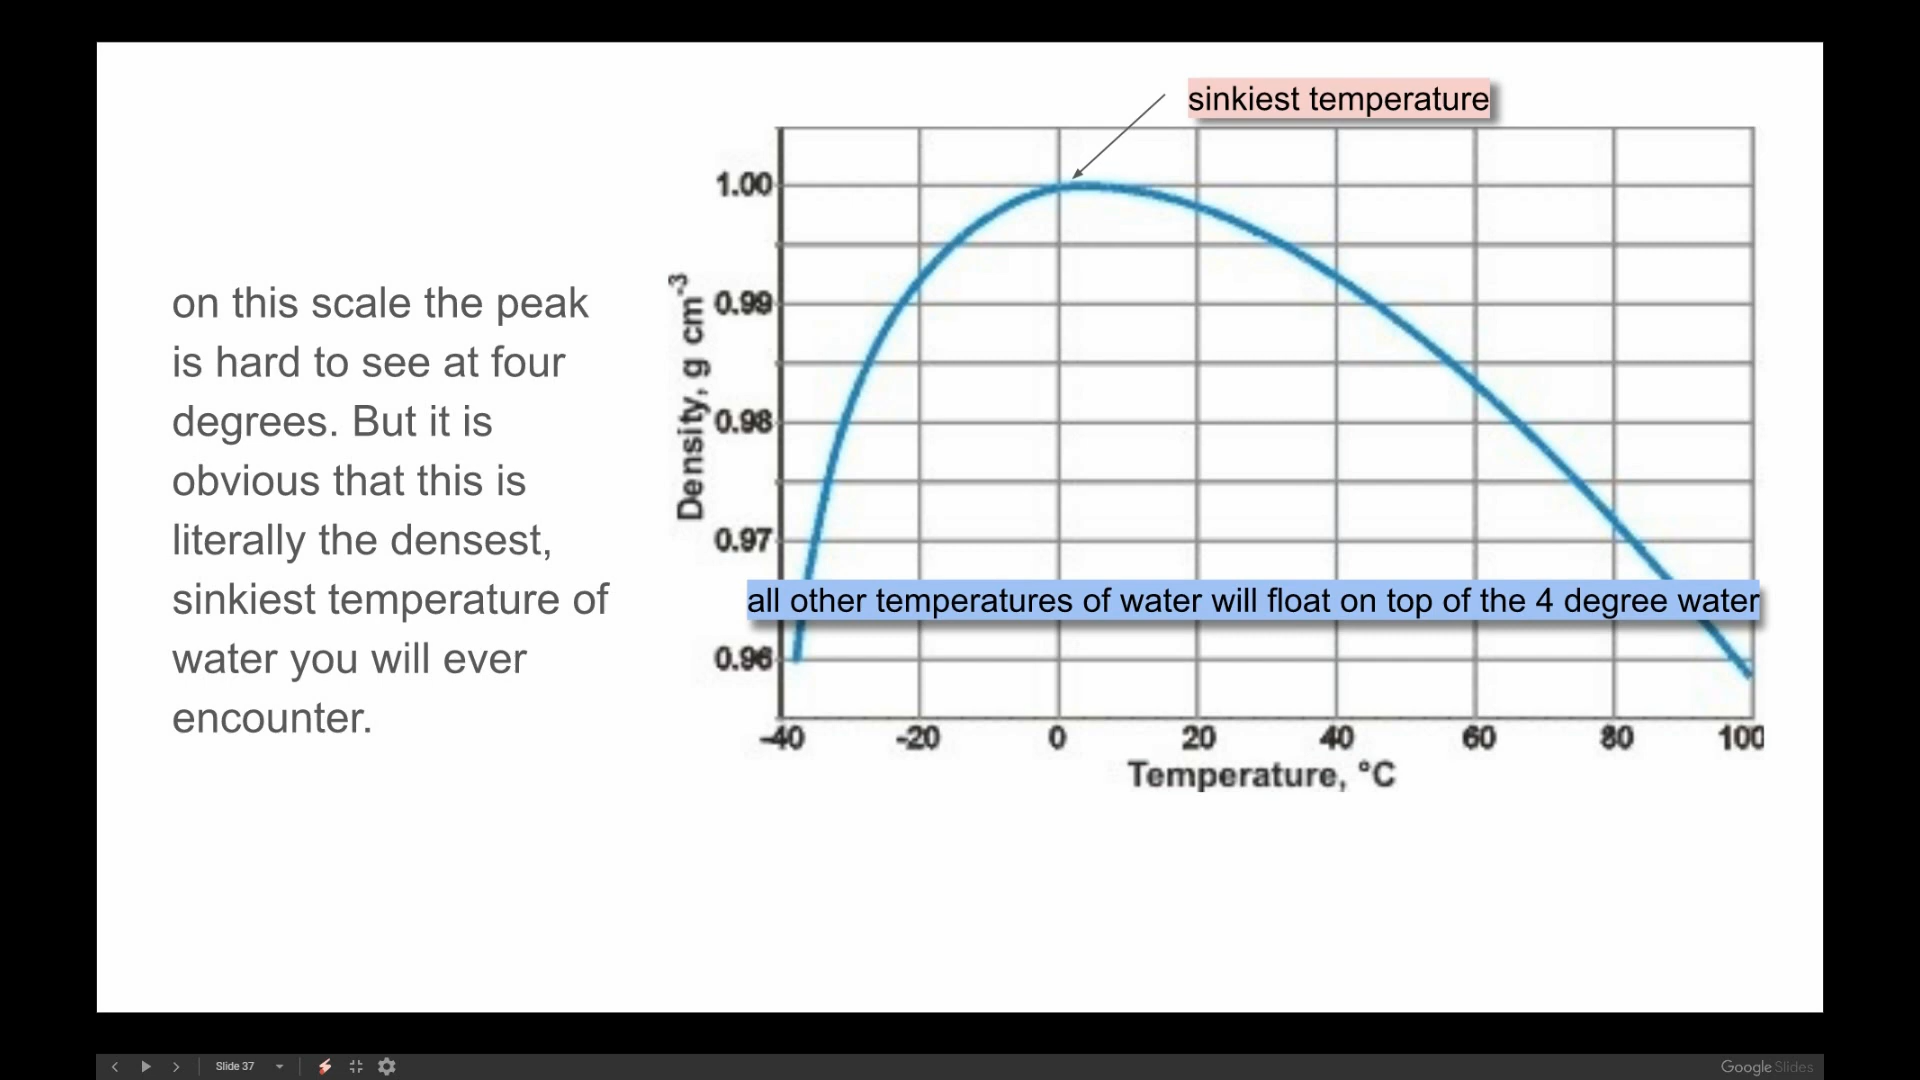 sinkiest temperature
on this scale the peak
is hard to see at four
degrees. But it is
obvious that this is
literally the densest,
sinkiest temperature of
water you will ever
encounter.
Density, g cm-3
1.00
0.99
0.98
0.97
0.96
all other temperatures of water will float on top of the 4 degree water
-40 -20 0 20 40 60 80 100
Temperature, °C
Slide 37
Google Slides